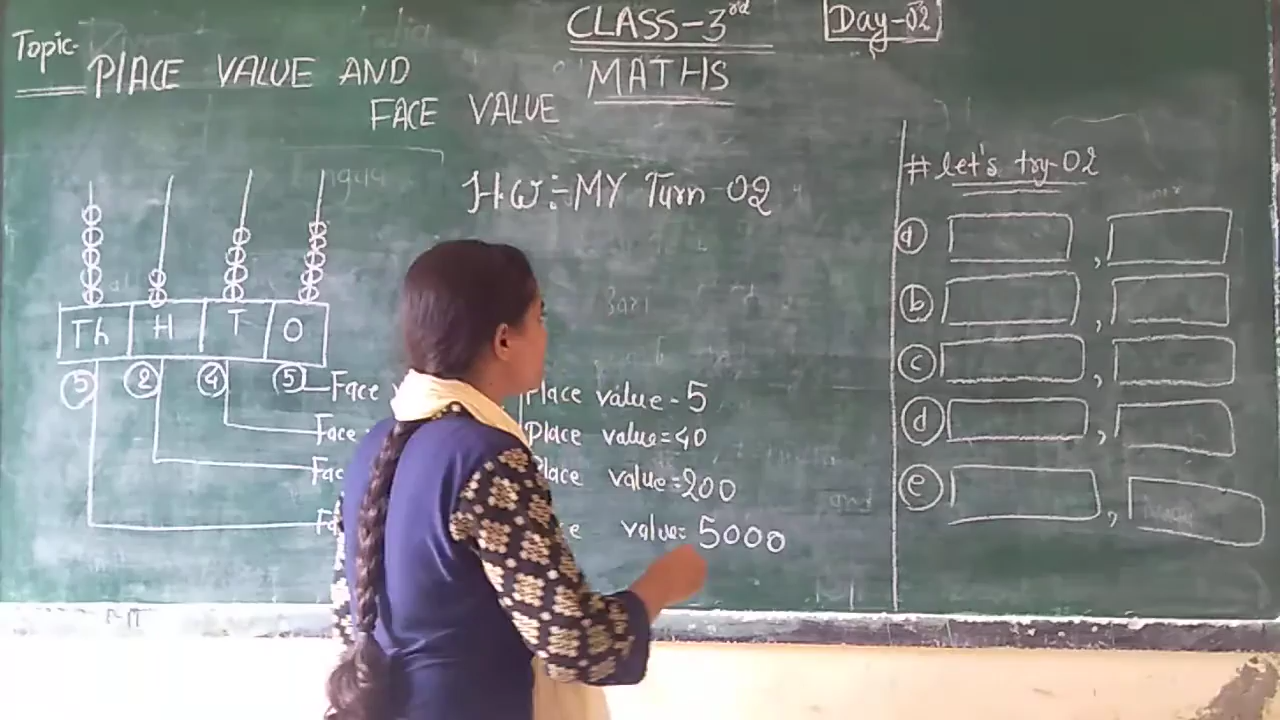 CLASS-3rd
Day-02
Topic-
PlACE VALUE AND
FACE VALUE
MATHS
HW:-MY Turn-02
Th H T O
5 2 4 5
Face
Place value-5
Face
Place value=40
Place value=200
value=5000
# let's try-02
a ,
b ,
c ,
d ,
e ,